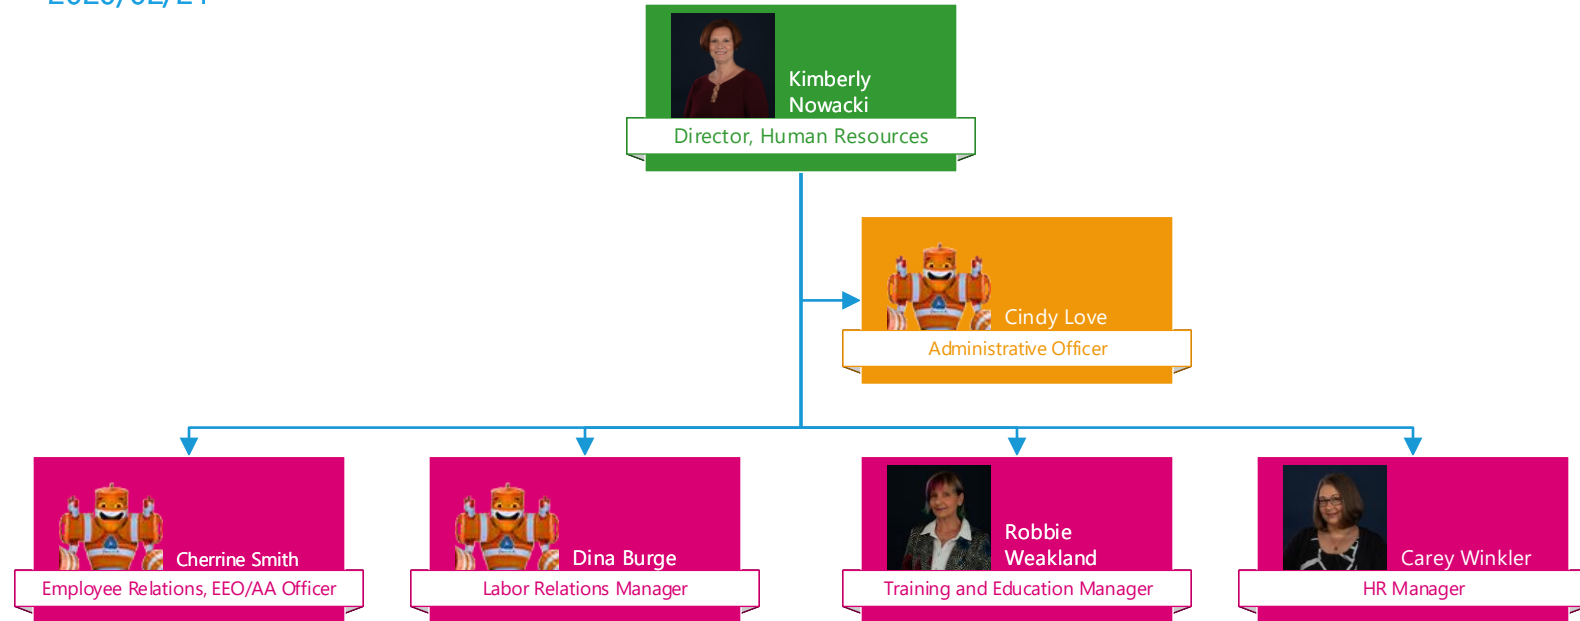 Kimberly
Nowacki
Director, Human Resources
Cindy Love
Administrative Officer
Cherrine Smith
Employee Relations, EEO/AA Officer
Dina Burge
Labor Relations Manager
Robbie
Weakland
Training and Education Manager
Carey Winkler
HR Manager